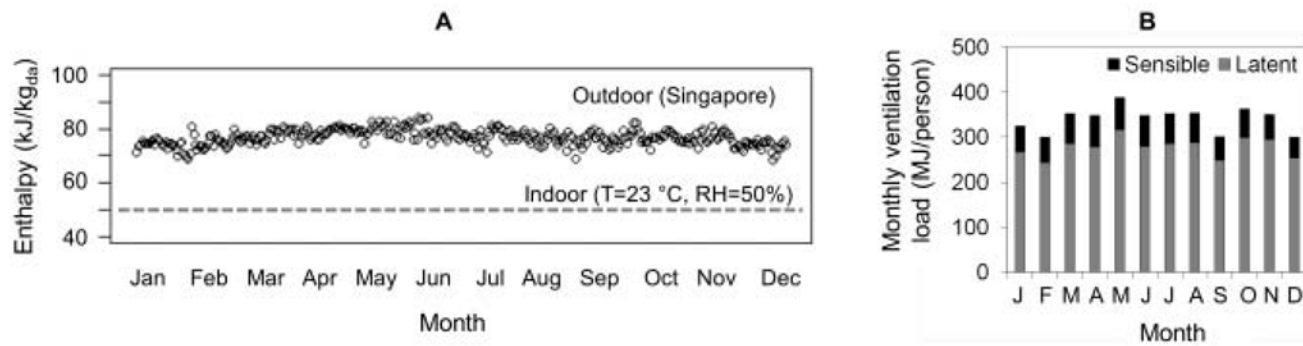 A
Enthalpy (kJ/kgda)
100
80
60
40
Outdoor (Singapore)
Indoor (T=23 °C, RH=50%)
Jan Feb Mar Apr May Jun Jul Aug Sep Oct Nov Dec
Month
B
Monthly ventilation
load (MJ/person)
500
400
300
200
100
0
Sensible Latent
J F M A M J J A S O N D
Month